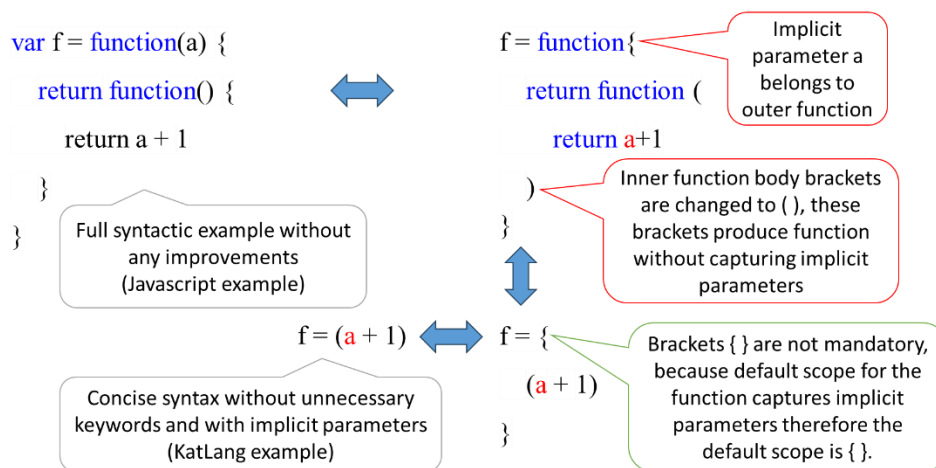 var f = function(a) {
return function() {
return a + 1
}
}
Full syntactic example without
any improvements
(Javascript example)
f = function{
return function (
return a+1
)
}
Implicit
parameter a
belongs to
outer function
Inner function body brackets
are changed to ( ), these
brackets produce function
without capturing implicit
parameters
f = (a + 1)
Concise syntax without unnecessary
keywords and with implicit parameters
(KatLang example)
f = {
(a + 1)
}
Brackets { } are not mandatory,
because default scope for the
function captures implicit
parameters therefore the
default scope is { }.